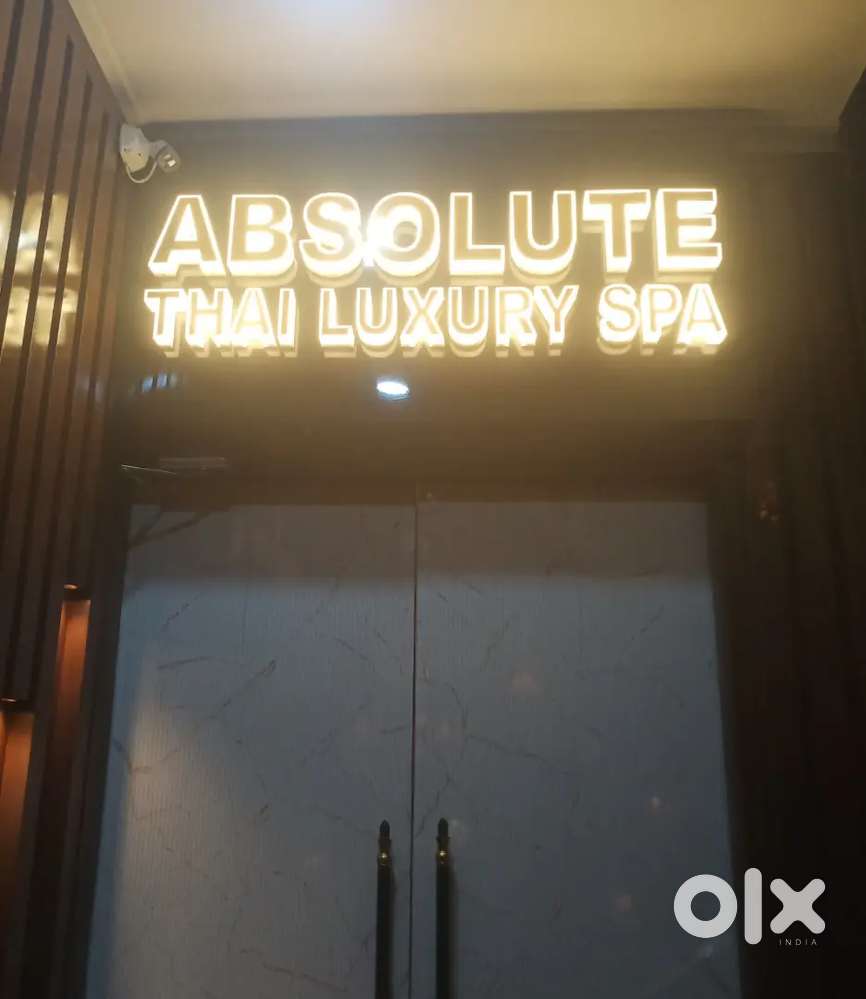 ABSOLUTE
THAI LUXURY SPA
olx
INDIA